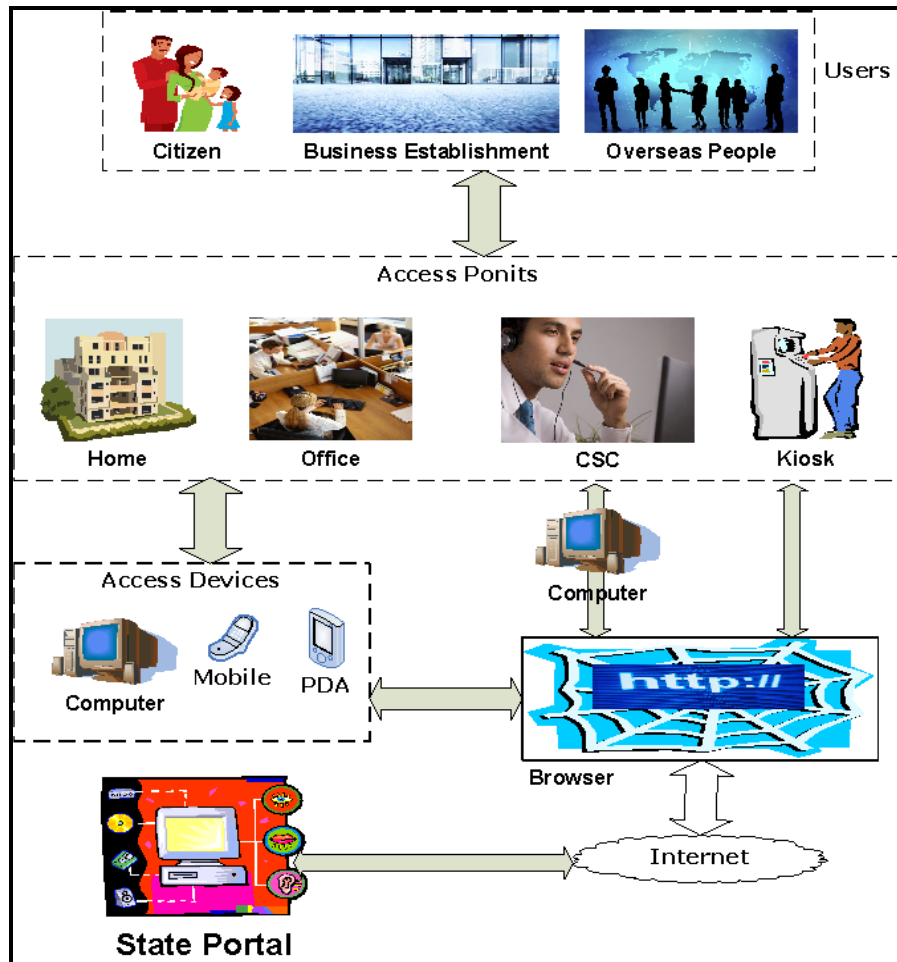 Users
Citizen
Business Establishment
Overseas People
Access Ponits
Home
Office
CSC
Kiosk
Access Devices
Computer
Mobile
PDA
Computer
http://
Browser
Internet
State Portal